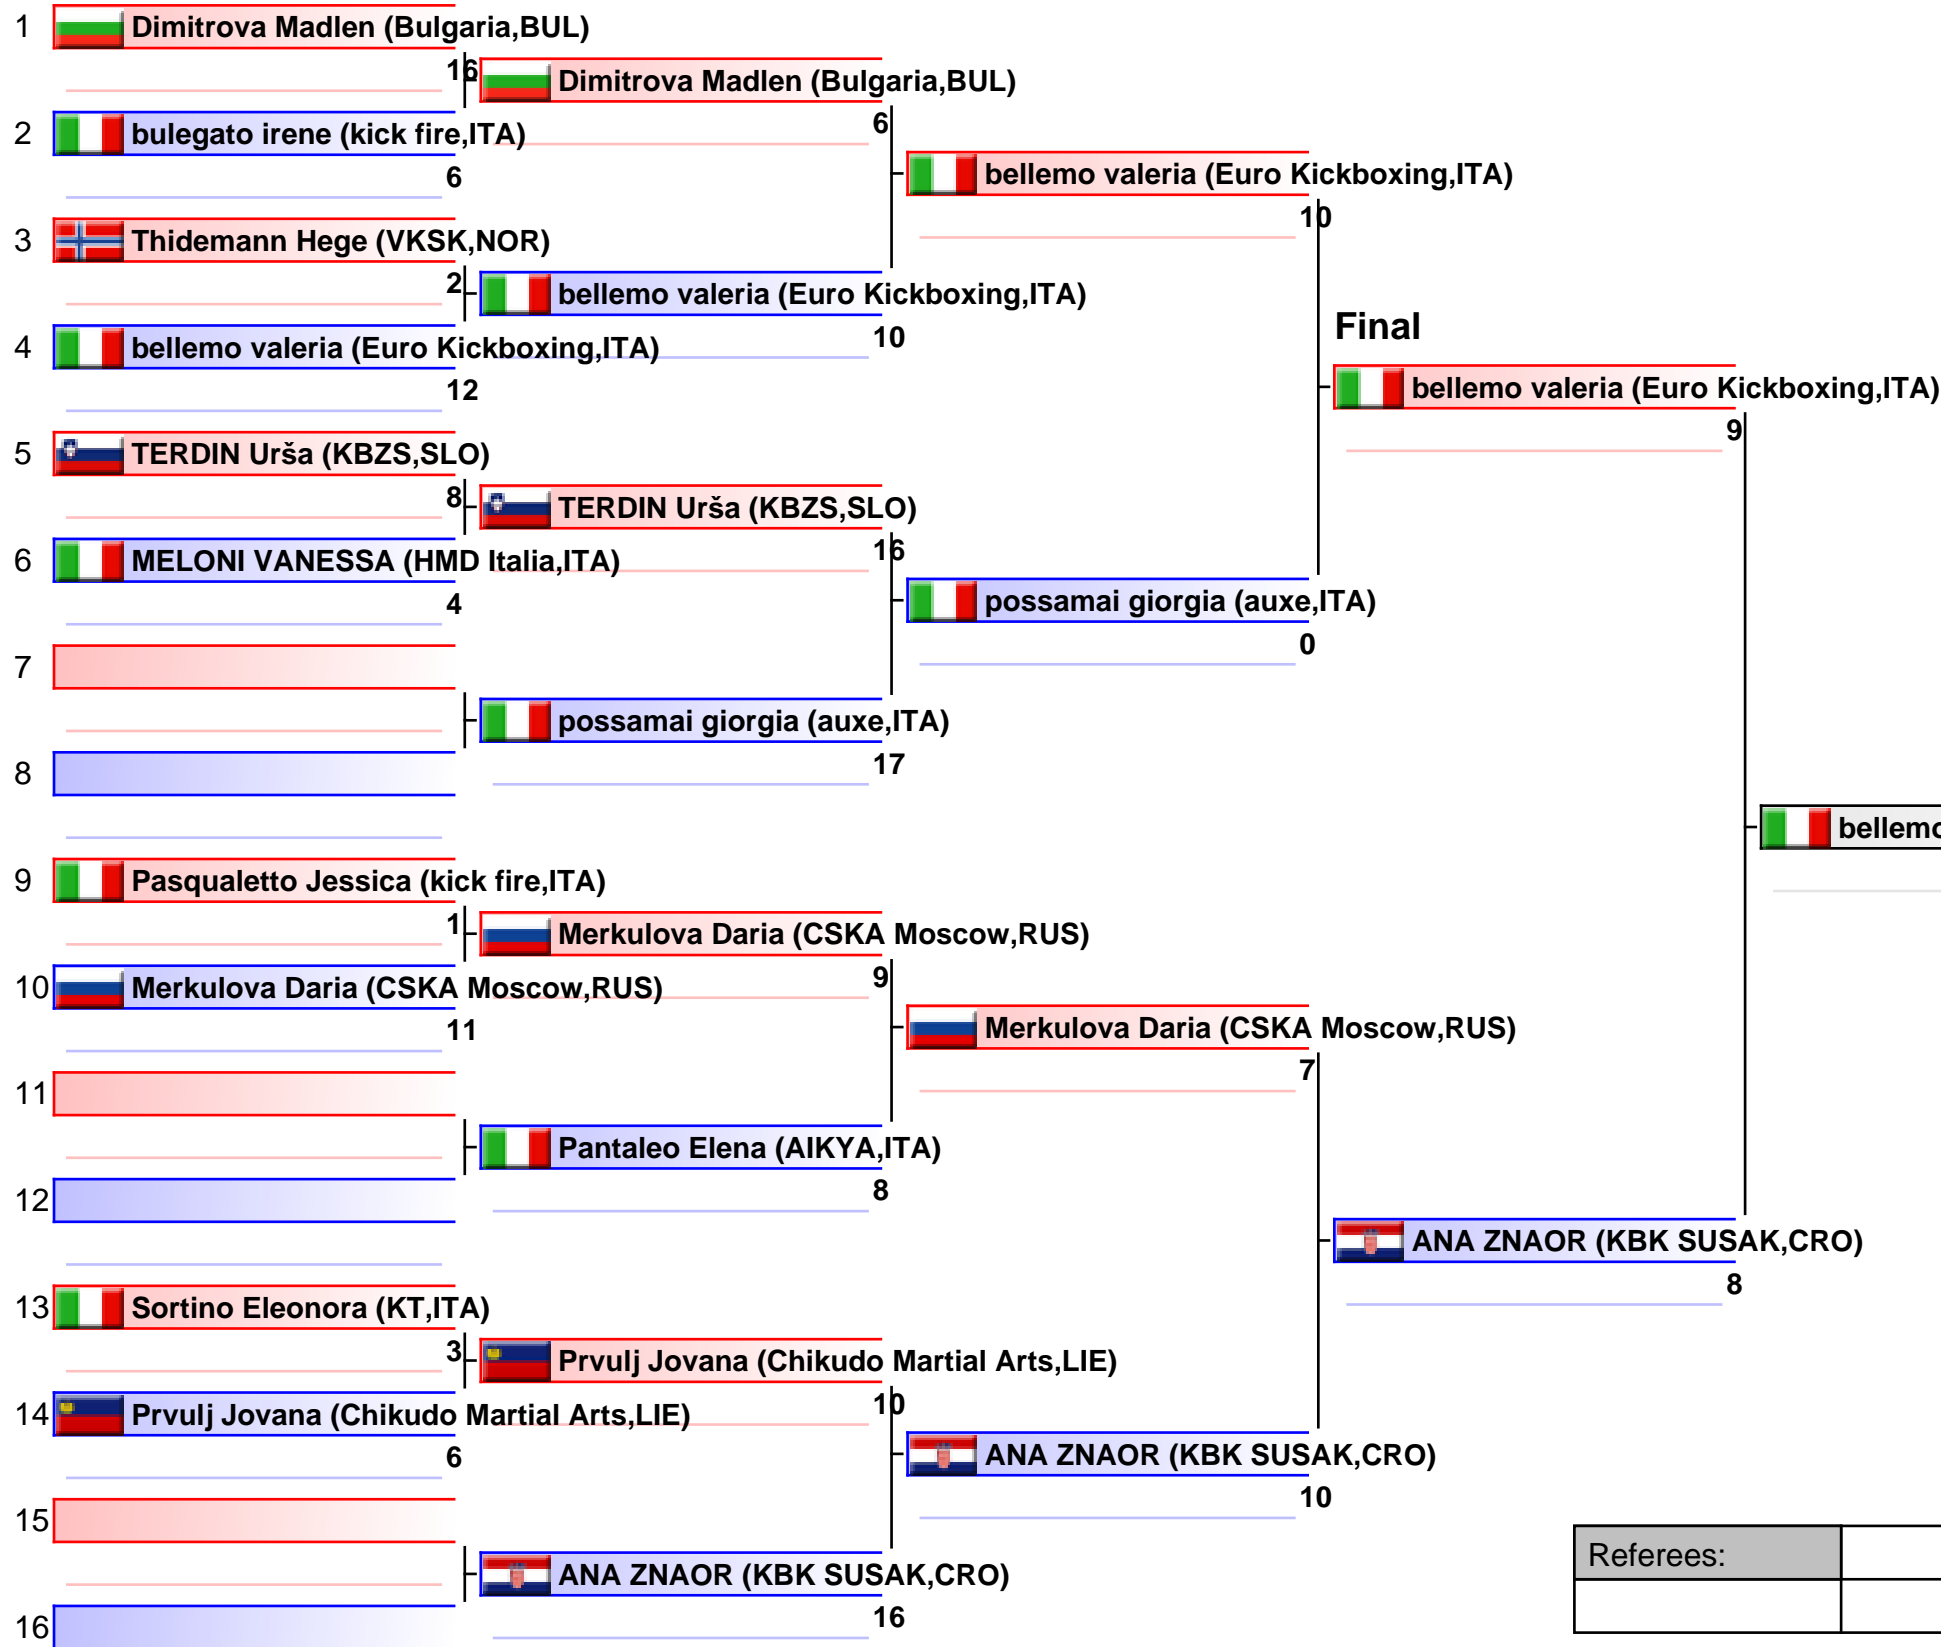 1 Dimitrova Madlen (Bulgaria,BUL)
16
Dimitrova Madlen (Bulgaria,BUL)
6
2 bulegato irene (kick fire,ITA)
6
bellemo valeria (Euro Kickboxing,ITA)
10
3 Thidemann Hege (VKSK,NOR)
2
bellemo valeria (Euro Kickboxing,ITA)
10
4 bellemo valeria (Euro Kickboxing,ITA)
12
Final
bellemo valeria (Euro Kickboxing,ITA)
9
5 TERDIN Urša (KBZS,SLO)
8
TERDIN Urša (KBZS,SLO)
16
6 MELONI VANESSA (HMD Italia,ITA)
4
possamai giorgia (auxe,ITA)
0
7
possamai giorgia (auxe,ITA)
17
8
bellemo
9 Pasqualetto Jessica (kick fire,ITA)
1
Merkulova Daria (CSKA Moscow,RUS)
9
10 Merkulova Daria (CSKA Moscow,RUS)
11
Merkulova Daria (CSKA Moscow,RUS)
7
11
Pantaleo Elena (AIKYA,ITA)
8
12
ANA ZNAOR (KBK SUSAK,CRO)
8
13 Sortino Eleonora (KT,ITA)
3
Prvulj Jovana (Chikudo Martial Arts,LIE)
10
14 Prvulj Jovana (Chikudo Martial Arts,LIE)
6
ANA ZNAOR (KBK SUSAK,CRO)
10
15
ANA ZNAOR (KBK SUSAK,CRO)
16
16
Referees: